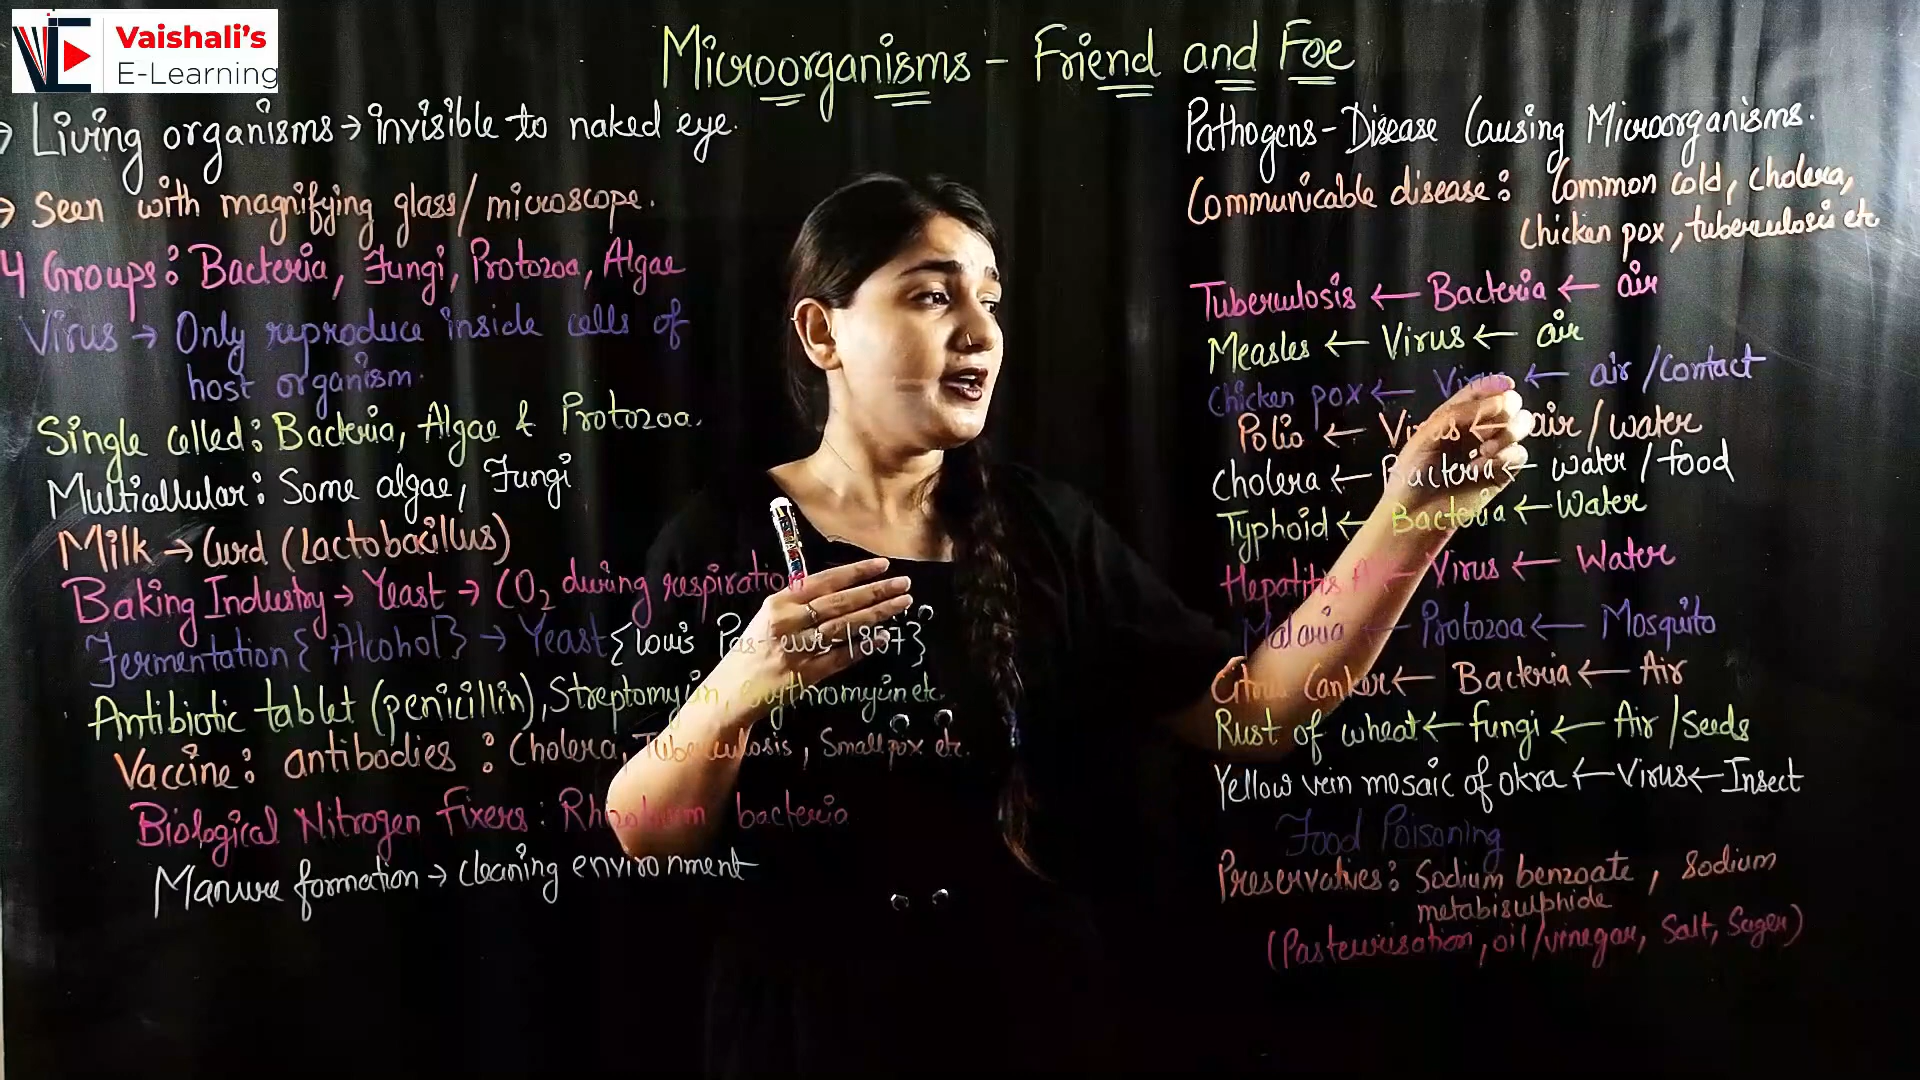 Vaishali's
E-Learning
Microorganisms - Friend and Foe
→ Living organisms → invisible to naked eye.
→ Seen with magnifying glass/microscope.
4 Groups: Bacteria, Fungi, Protozoa, Algae
Virus → Only reproduce inside cells of
host organism.
Single celled: Bacteria, Algae & Protozoa.
Multicellular: Some algae, Fungi
Milk → Curd (Lactobacillus)
Baking Industry → Yeast → CO2 during respiration
Fermentation {Alcohol} → Yeast {Louis Pasteur-1857}
Antibiotic tablet (penicillin), Streptomycin, Erythromycin etc.
Vaccine: antibodies : Cholera, Tuberculosis, Smallpox etc.
Biological Nitrogen Fixers: Rhizobium bacteria
Manure formation → cleaning environment
Pathogens - Disease Causing Microorganisms.
Communicable disease: Common cold, cholera,
Chicken pox, tuberculosis etc
Tuberculosis ← Bacteria ← air
Measles ← Virus ← air
Chicken pox ← Virus ← air/Contact
Polio ← Virus ← air/water
Cholera ← Bacteria ← water/food
Typhoid ← Bacteria ← Water
Hepatitis A ← Virus ← Water
Malaria ← Protozoa ← Mosquito
Citrus Canker ← Bacteria ← Air
Rust of wheat ← fungi ← Air/Seeds
Yellow vein mosaic of okra ← Virus ← Insect
Food Poisoning
Preservatives: Sodium benzoate, Sodium
metabisulphide
(Pasteurisation, oil/vinegar, Salt, Suger)